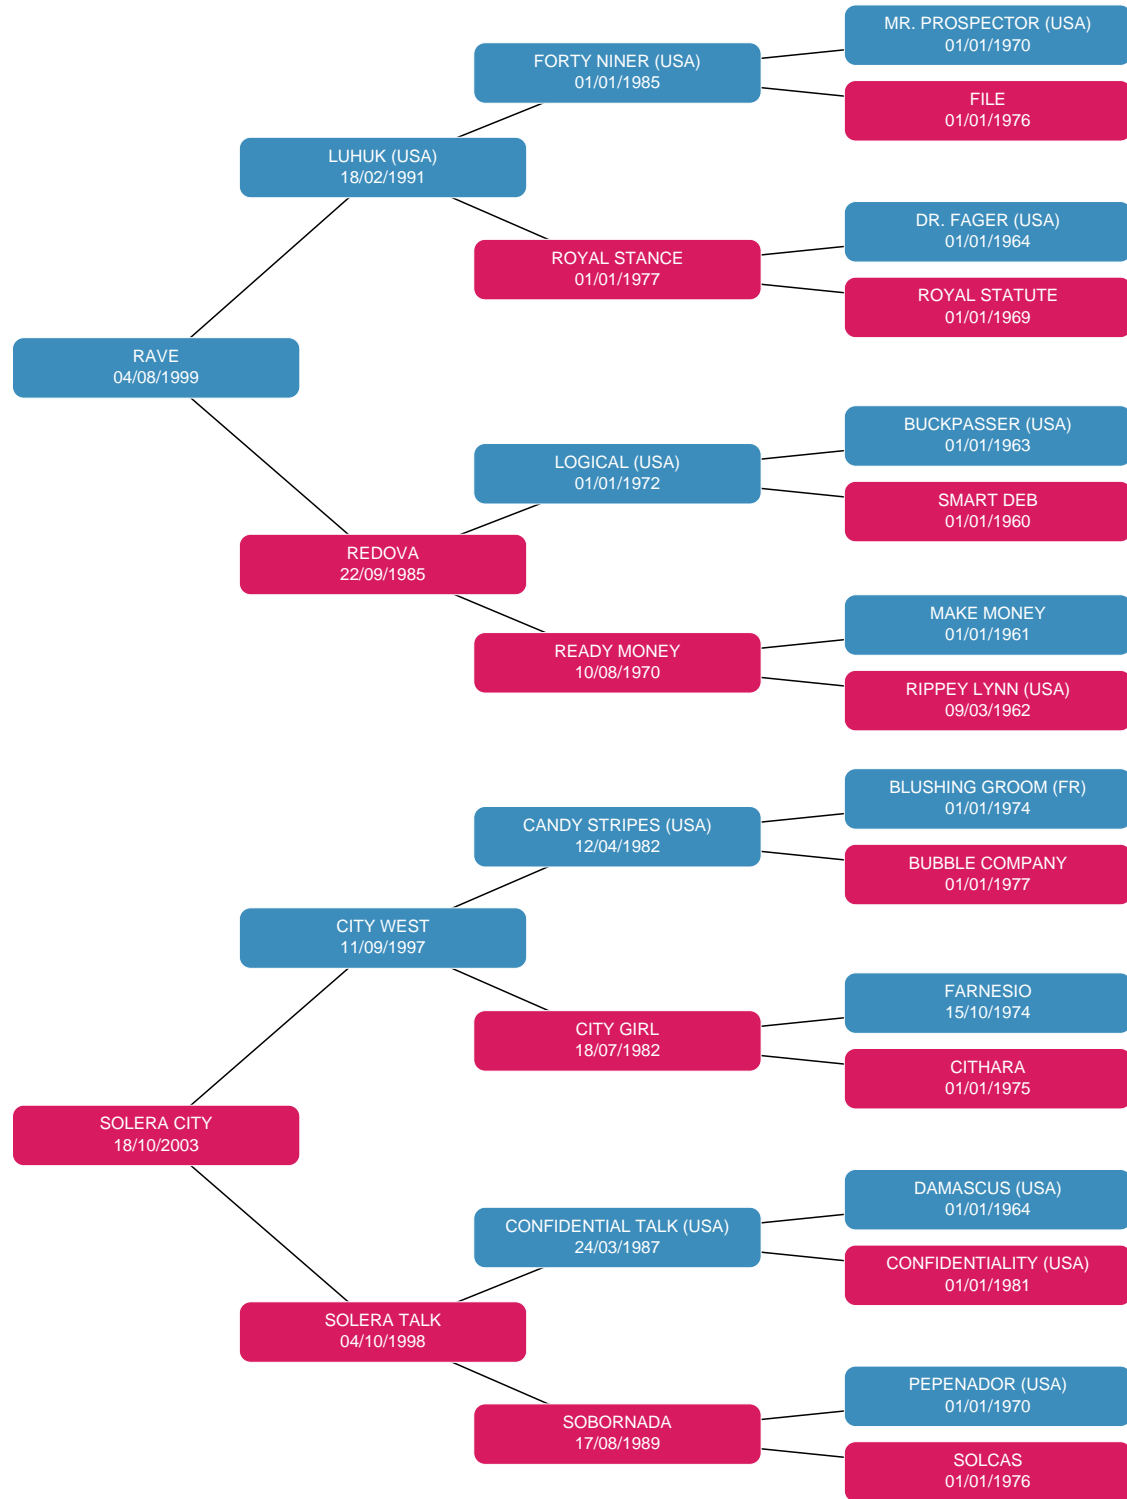 MR. PROSPECTOR (USA)
01/01/1970
FORTY NINER (USA)
01/01/1985
FILE
01/01/1976
LUHUK (USA)
18/02/1991
DR. FAGER (USA)
01/01/1964
ROYAL STANCE
01/01/1977
ROYAL STATUTE
01/01/1969
RAVE
04/08/1999
BUCKPASSER (USA)
01/01/1963
LOGICAL (USA)
01/01/1972
SMART DEB
01/01/1960
REDOVA
22/09/1985
MAKE MONEY
01/01/1961
READY MONEY
10/08/1970
RIPPEY LYNN (USA)
09/03/1962
BLUSHING GROOM (FR)
01/01/1974
CANDY STRIPES (USA)
12/04/1982
BUBBLE COMPANY
01/01/1977
CITY WEST
11/09/1997
FARNESIO
15/10/1974
CITY GIRL
18/07/1982
CITHARA
01/01/1975
SOLERA CITY
18/10/2003
DAMASCUS (USA)
01/01/1964
CONFIDENTIAL TALK (USA)
24/03/1987
CONFIDENTIALITY (USA)
01/01/1981
SOLERA TALK
04/10/1998
PEPENADOR (USA)
01/01/1970
SOBORNADA
17/08/1989
SOLCAS
01/01/1976